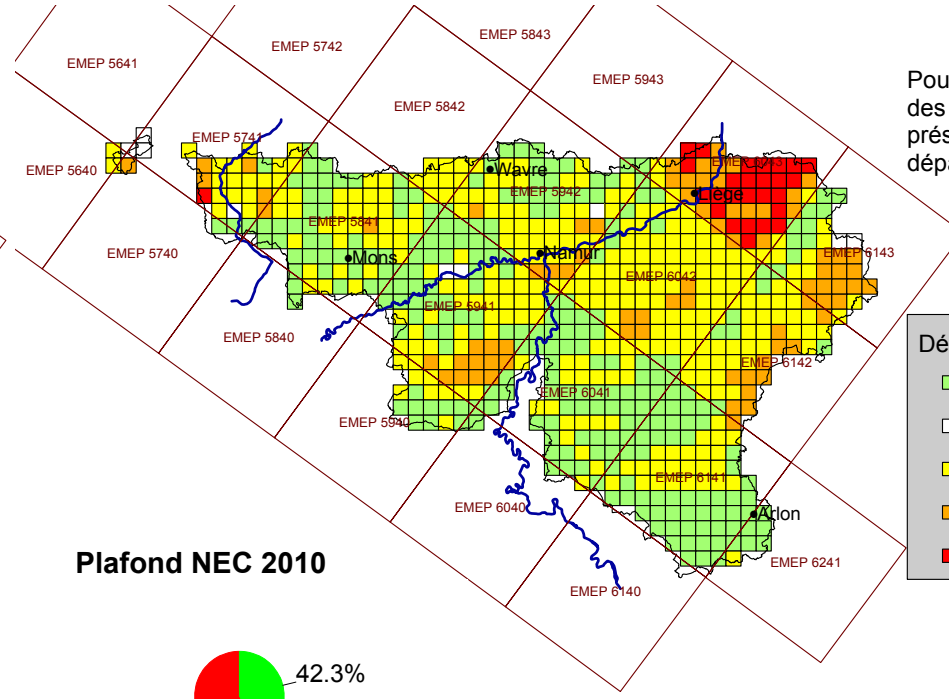 EMEP 5843
EMEP 5742
EMEP 5641
EMEP 5943
EMEP 5842
Pou
des
prés
dépa
EMEP 5741
EMEP 5640
Wavre
EMEP 5942
Liège
EMEP 5841
EMEP 5740
Mons
Namur
EMEP 6143
EMEP 6042
EMEP 5941
EMEP 5840
Dé
EMEP 6142
EMEP 6041
EMEP 5940
EMEP 6141
EMEP 6040
Arlon
Plafond NEC 2010
EMEP 6241
EMEP 6140
42.3%